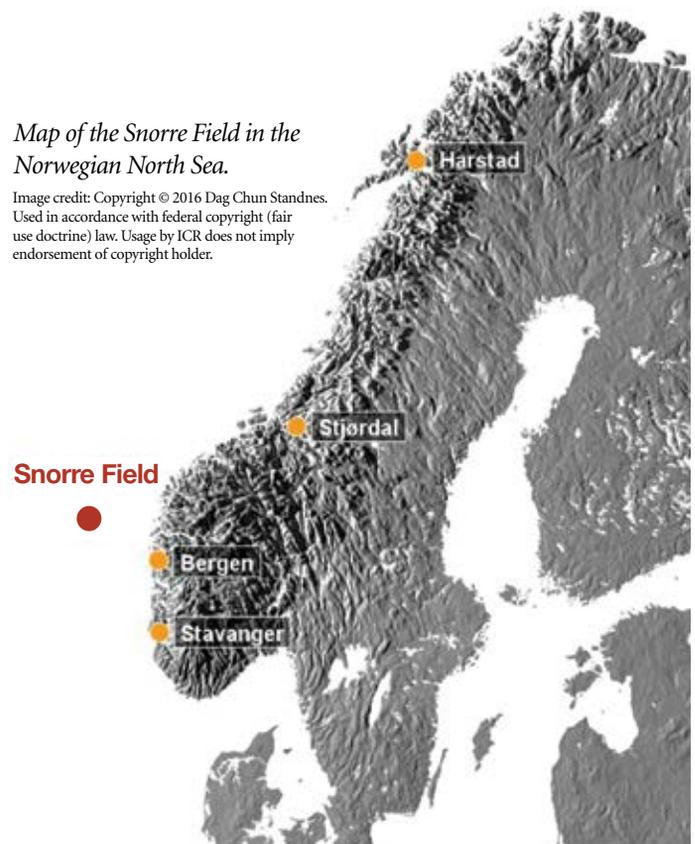 Map of the Snorre Field in the
Norwegian North Sea.
Image credit: Copyright © 2016 Dag Chun Standnes.
Used in accordance with federal copyright (fair
use doctrine) law. Usage by ICR does not imply
endorsement of copyright holder.
Harstad
Stjørdal
Snorre Field
Bergen
Stavanger